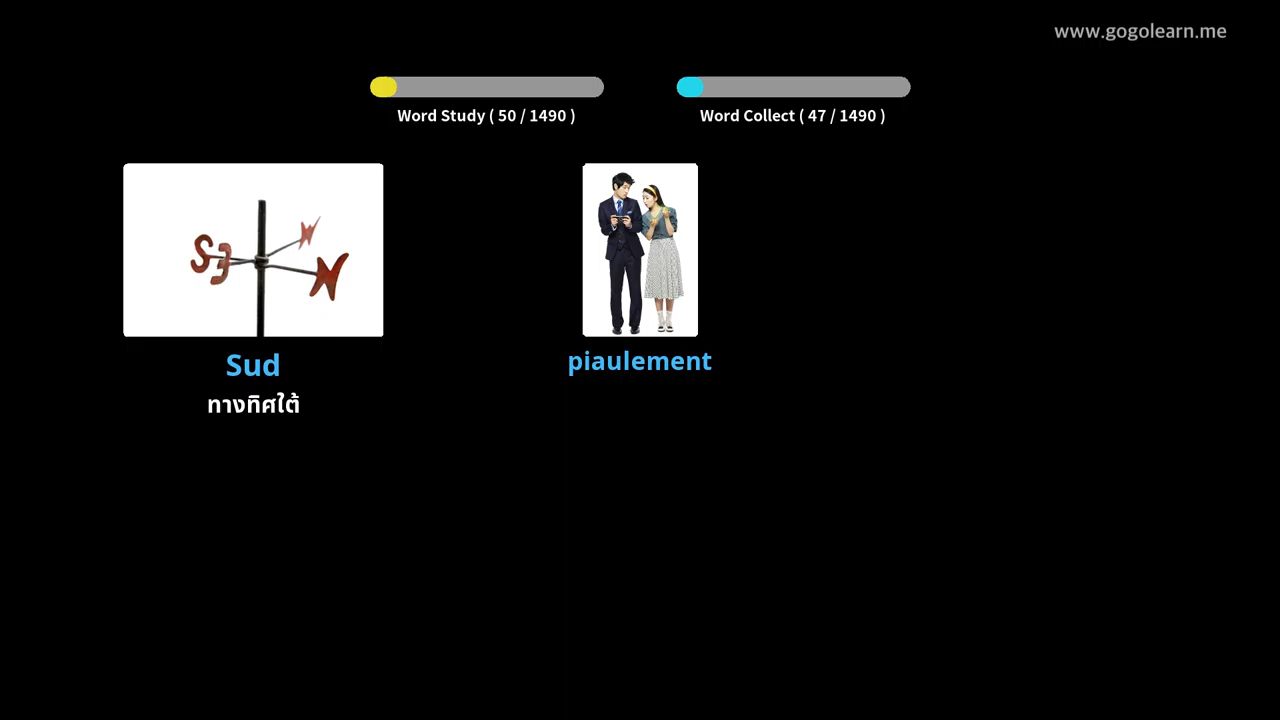 www.gogolearn.me
Word Study ( 50 / 1490 )
Word Collect ( 47 / 1490 )
S
E
W
N
Sud
piaulement
ทางทิศใต้